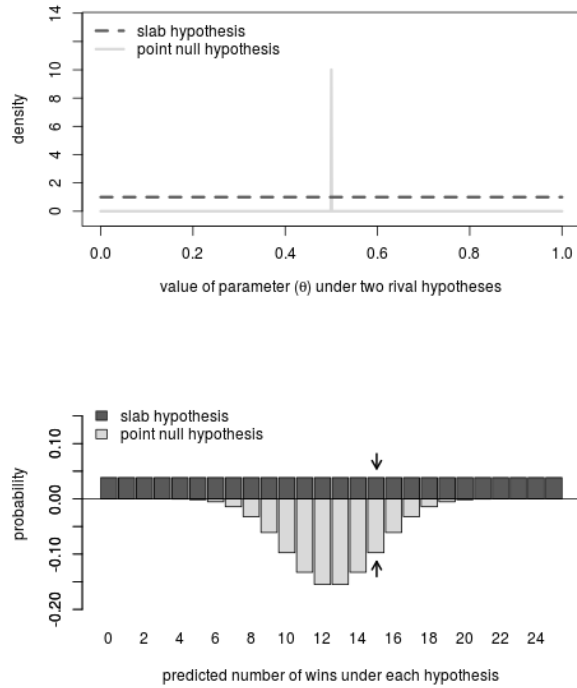 14
12
10
8
6
4
2
0
density
slab hypothesis
point null hypothesis
0.0 0.2 0.4 0.6 0.8 1.0
value of parameter (θ) under two rival hypotheses
slab hypothesis
point null hypothesis
0.10
0.00
-0.10
-0.20
probability
0 2 4 6 8 10 12 14 16 18 20 22 24
predicted number of wins under each hypothesis